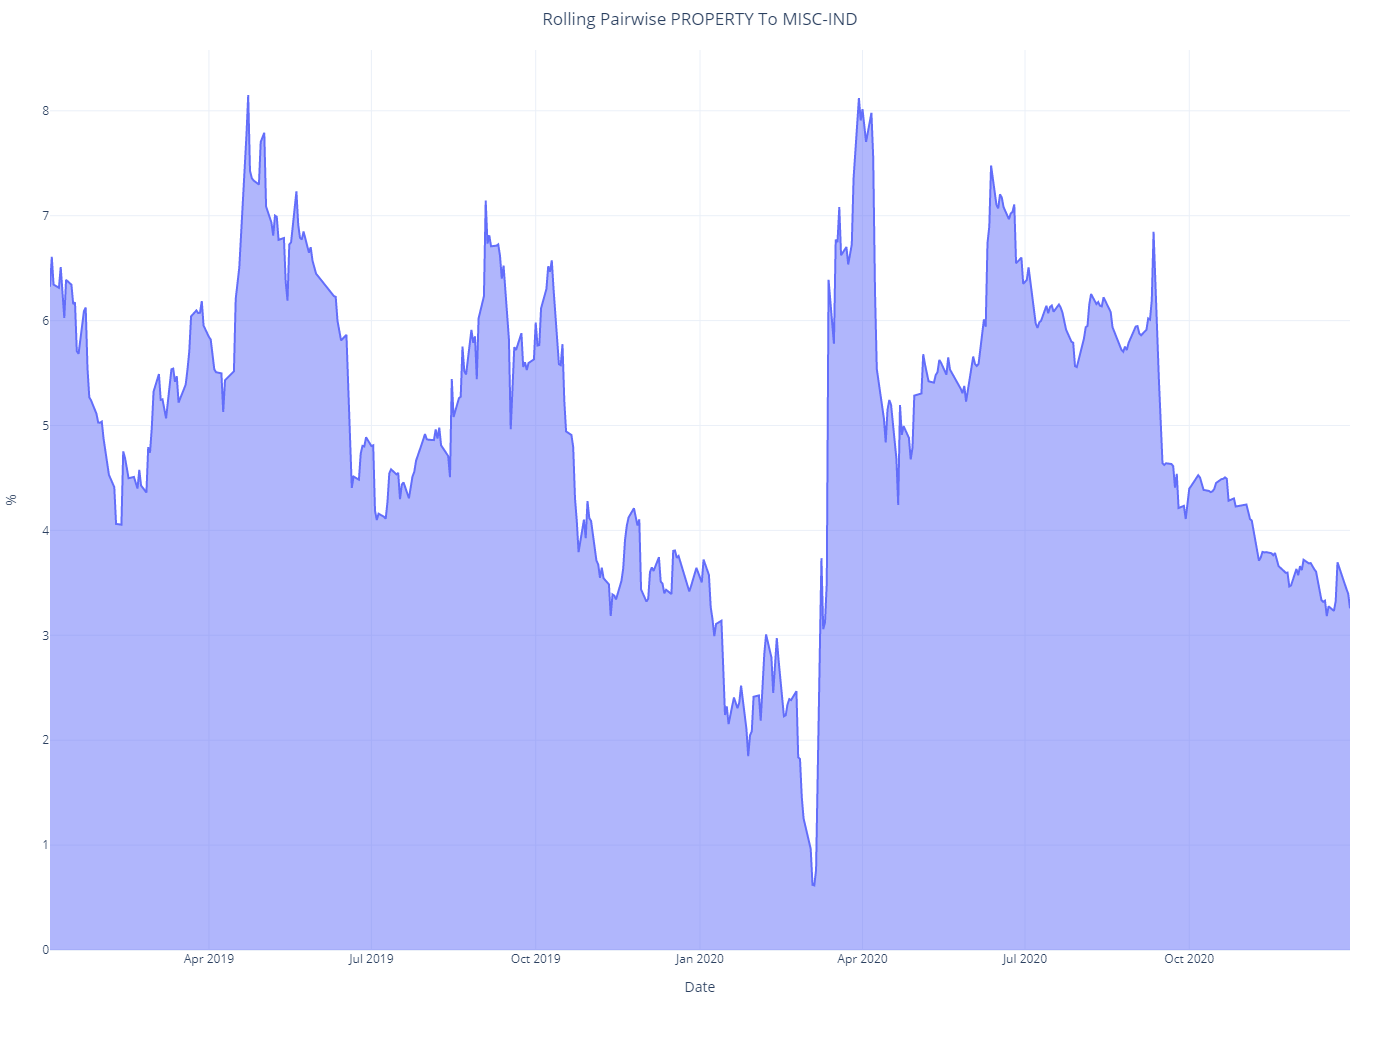 Rolling Pairwise PROPERTY To MISC-IND
8
7
6
5
4
3
2
1
0
%
Apr 2019
Jul 2019
Oct 2019
Jan 2020
Apr 2020
Jul 2020
Oct 2020
Date